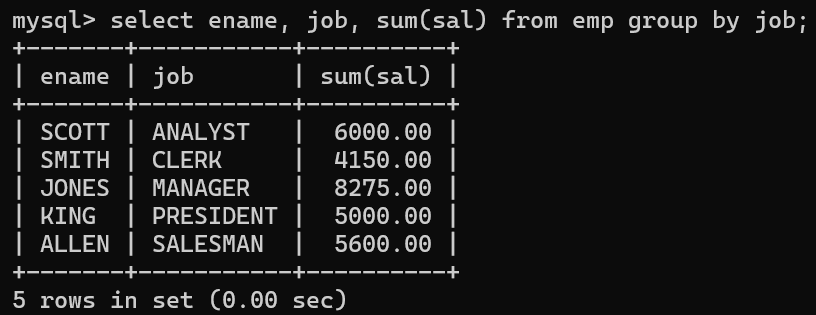 mysql> select ename, job, sum(sal) from emp group by job;
+-------+-----------+----------+
| ename | job       | sum(sal) |
+-------+-----------+----------+
| SCOTT | ANALYST   |  6000.00 |
| SMITH | CLERK     |  4150.00 |
| JONES | MANAGER   |  8275.00 |
| KING  | PRESIDENT |  5000.00 |
| ALLEN | SALESMAN  |  5600.00 |
+-------+-----------+----------+
5 rows in set (0.00 sec)